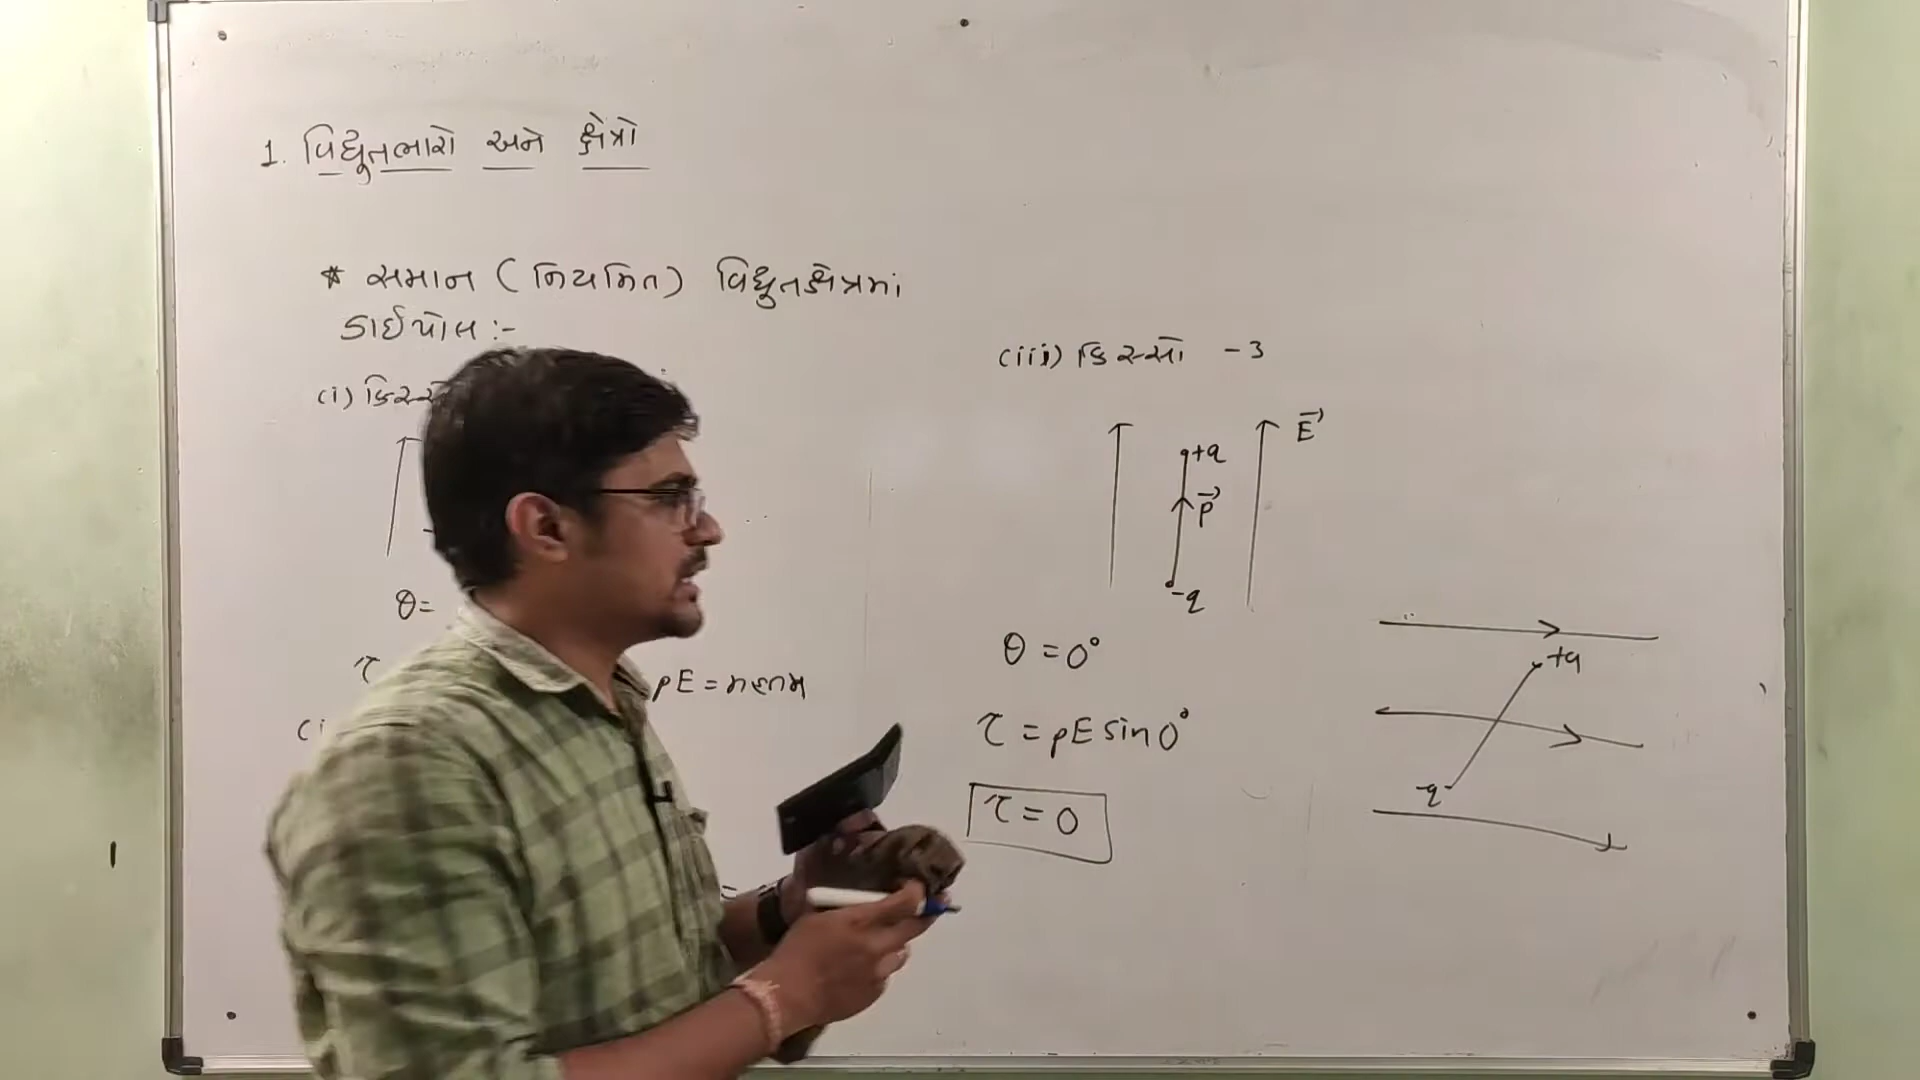 1. વિદ્યુતભારો અને ક્ષેત્રો
* સમાન (નિયમિત) વિદ્યુતક્ષેત્રમાં
ડાઈપોલ :-
(i)
θ=
τ
pE = મહત્તમ
(iii) કિસ્સો - 3
E⃗
+q
p⃗
-q
θ = 0°
τ = pE sin 0°
τ = 0
+q
-q